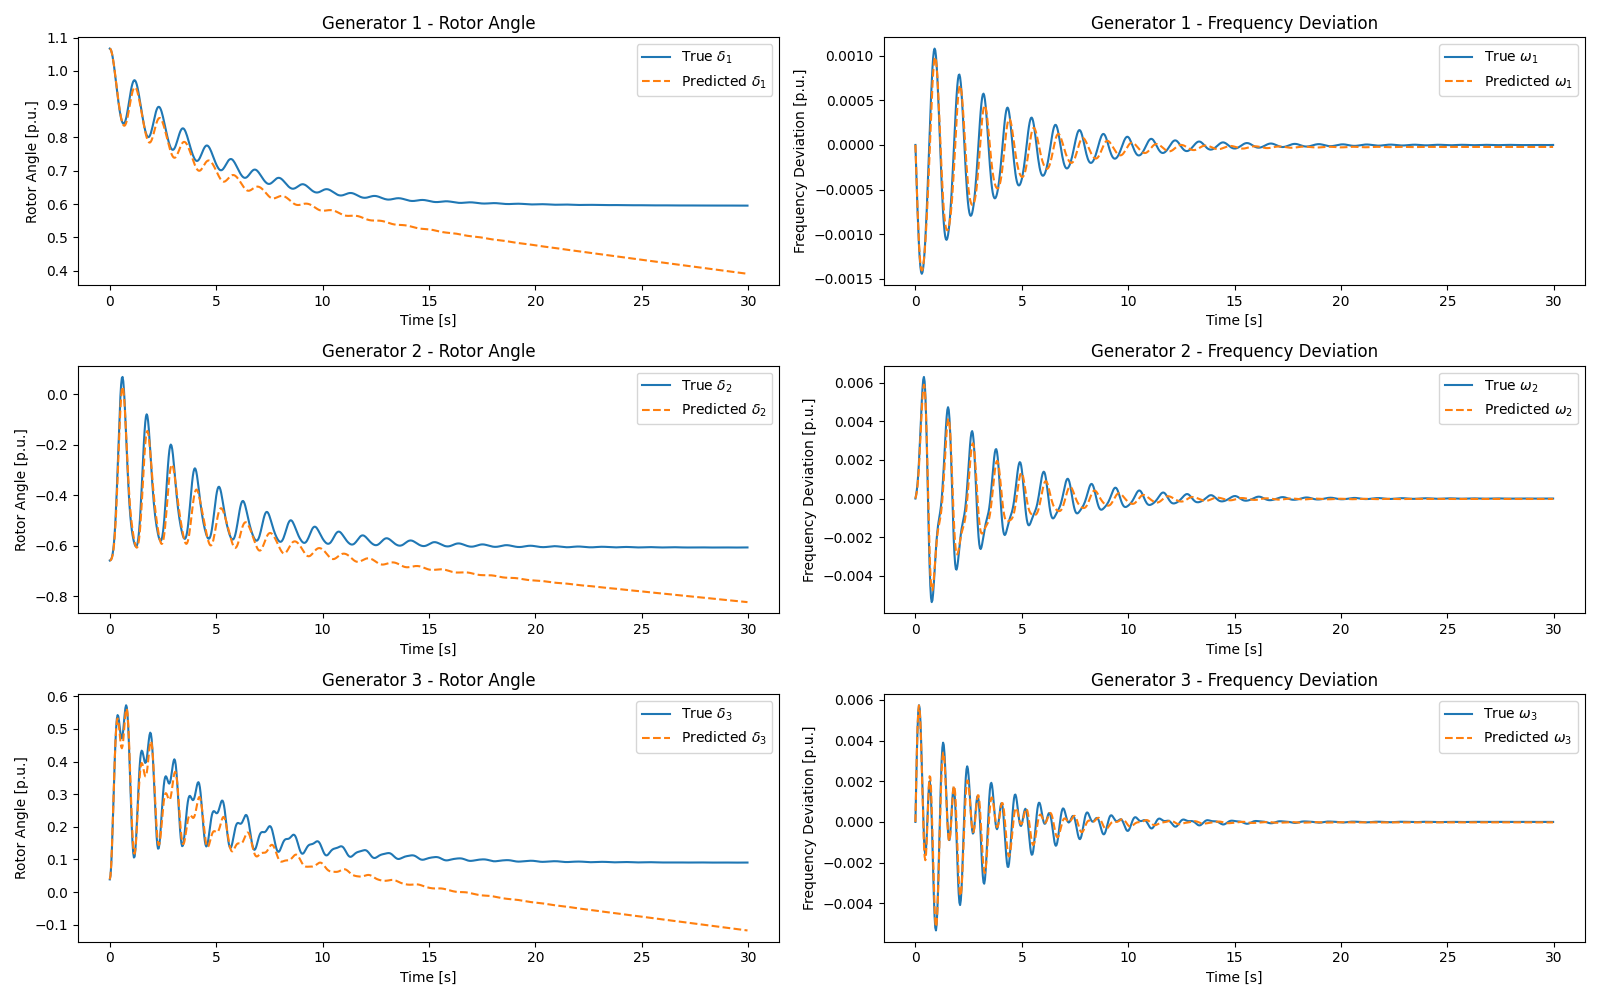 Generator 1 - Rotor Angle
Rotor Angle [p.u.]
1.1
1.0
0.9
0.8
0.7
0.6
0.5
0.4
True δ₁
Predicted δ₁
0 5 10 15 20 25 30
Time [s]
Generator 1 - Frequency Deviation
Frequency Deviation [p.u.]
0.0010
0.0005
0.0000
−0.0005
−0.0010
−0.0015
True ω₁
Predicted ω₁
0 5 10 15 20 25 30
Time [s]
Generator 2 - Rotor Angle
Rotor Angle [p.u.]
0.0
−0.2
−0.4
−0.6
−0.8
True δ₂
Predicted δ₂
0 5 10 15 20 25 30
Time [s]
Generator 2 - Frequency Deviation
Frequency Deviation [p.u.]
0.006
0.004
0.002
0.000
−0.002
−0.004
True ω₂
Predicted ω₂
0 5 10 15 20 25 30
Time [s]
Generator 3 - Rotor Angle
Rotor Angle [p.u.]
0.6
0.5
0.4
0.3
0.2
0.1
0.0
−0.1
True δ₃
Predicted δ₃
0 5 10 15 20 25 30
Time [s]
Generator 3 - Frequency Deviation
Frequency Deviation [p.u.]
0.006
0.004
0.002
0.000
−0.002
−0.004
True ω₃
Predicted ω₃
0 5 10 15 20 25 30
Time [s]